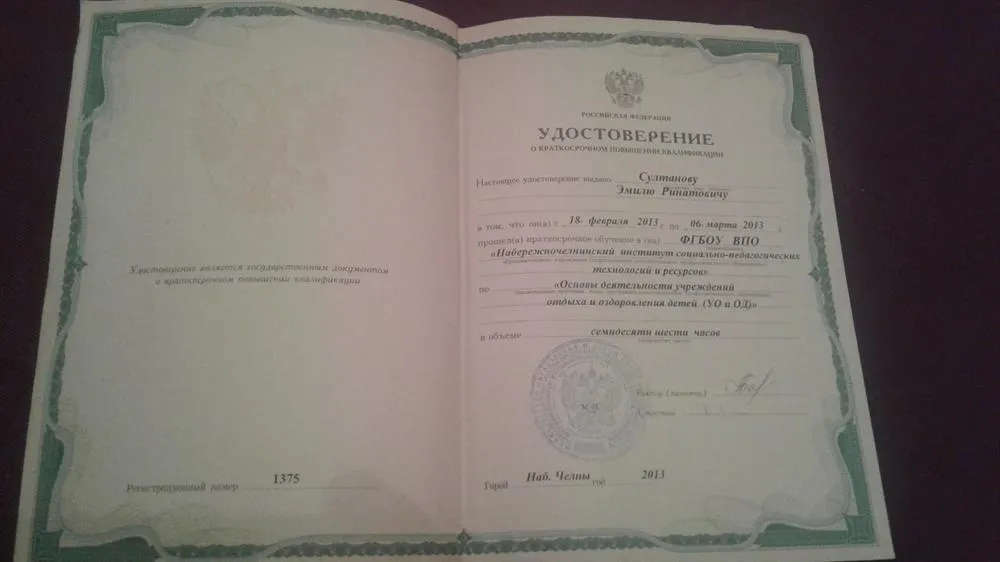 Удостоверение является государственным документом
о краткосрочном повышении квалификации
Регистрационный номер 1375
РОССИЙСКАЯ ФЕДЕРАЦИЯ
УДОСТОВЕРЕНИЕ
О КРАТКОСРОЧНОМ ПОВЫШЕНИИ КВАЛИФИКАЦИИ
Настоящее удостоверение выдано Султанову
Эмилю Ринатовичу
в том, что он(а) с 18 февраля 2013 г. по 06 марта 2013 г.
прошел(а) краткосрочное обучение в (на) ФГБОУ ВПО
«Набережночелнинский институт социально-педагогических
технологий и ресурсов»
по «Основы деятельности учреждений
отдыха и оздоровления детей (УО и ОД)»
в объеме семидесяти шести часов
М.П.
Ректор (директор)
Секретарь
Город Наб. Челны год 2013